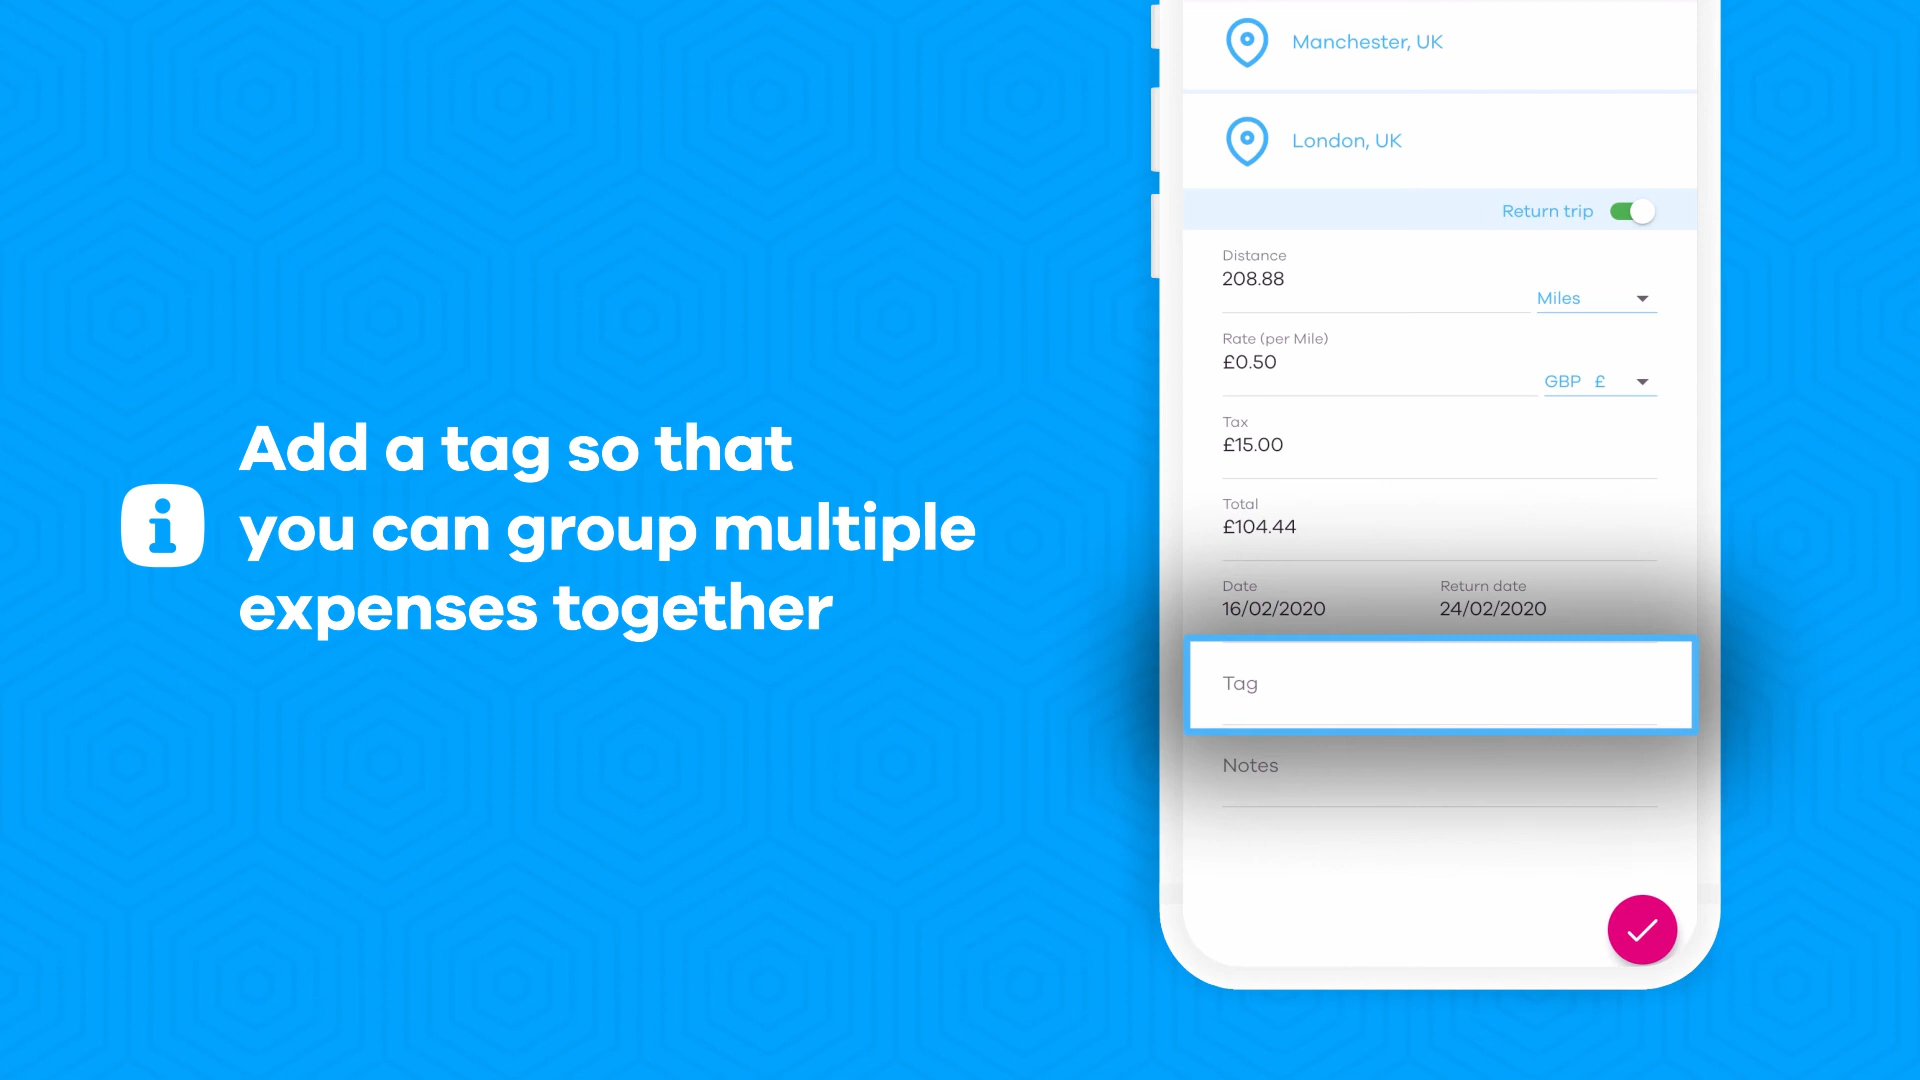 Add a tag so that
you can group multiple
expenses together
Manchester, UK
London, UK
Return trip
Distance
208.88
Miles
Rate (per Mile)
£0.50
GBP £
Tax
£15.00
Total
£104.44
Date
Return date
16/02/2020
24/02/2020
Tag
Notes